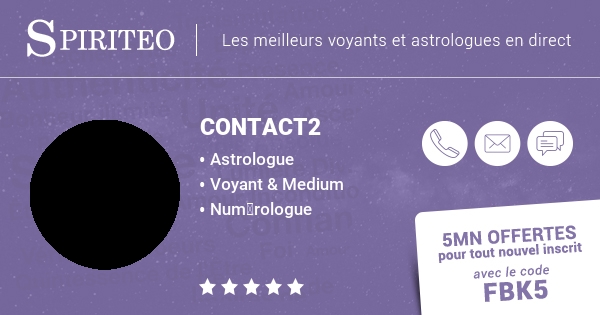 SPIRITEO
Les meilleurs voyants et astrologues en direct
CONTACT2
• Astrologue
• Voyant & Medium
• Num▯rologue
5MN OFFERTES
pour tout nouvel inscrit
avec le code
FBK5